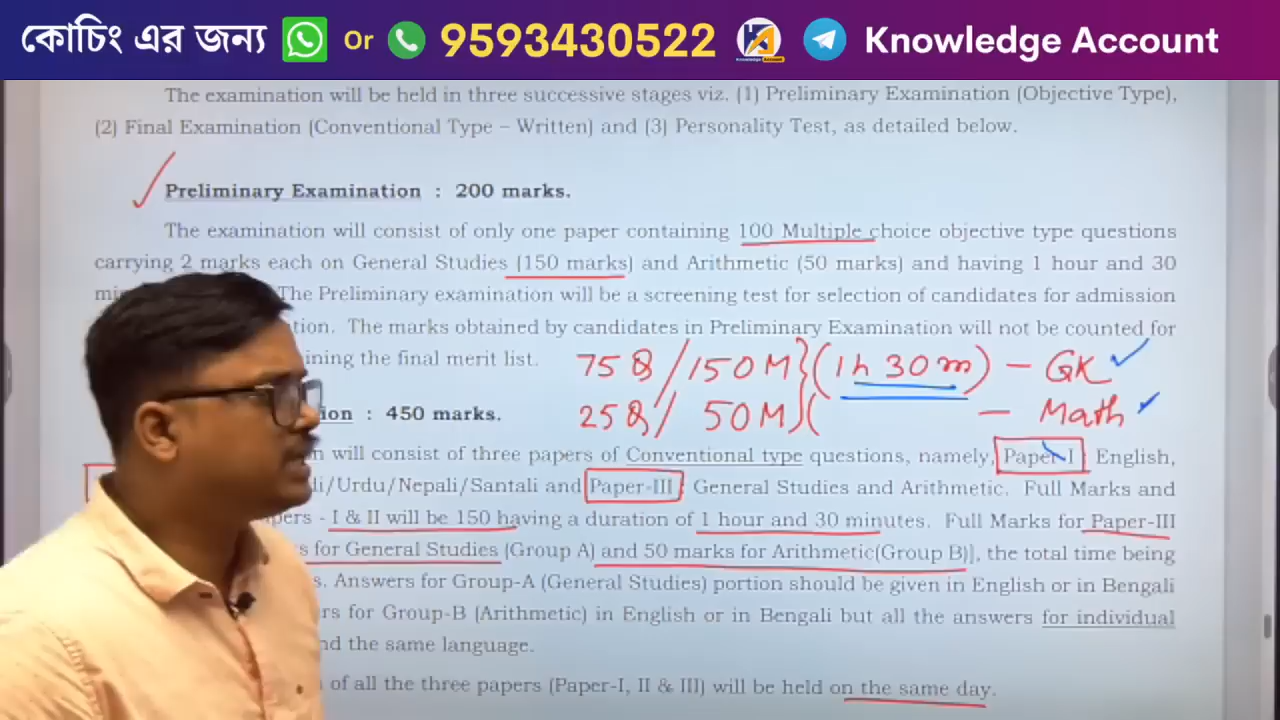 কোচিং এর জন্য Or 9593430522 Knowledge Account Knowledge Account
The examination will be held in three successive stages viz. (1) Preliminary Examination (Objective Type),
(2) Final Examination (Conventional Type – Written) and (3) Personality Test, as detailed below.
Preliminary Examination : 200 marks.
The examination will consist of only one paper containing 100 Multiple choice objective type questions
carrying 2 marks each on General Studies (150 marks) and Arithmetic (50 marks) and having 1 hour and 30
The Preliminary examination will be a screening test for selection of candidates for admission
The marks obtained by candidates in Preliminary Examination will not be counted for
the final merit list. 75Q / 150M (1h 30m) – GK
: 450 marks. 25Q / 50M ( – Math
will consist of three papers of Conventional type questions, namely, Paper-I : English,
/Urdu/Nepali/Santali and Paper-III : General Studies and Arithmetic. Full Marks and
- I & II will be 150 having a duration of 1 hour and 30 minutes. Full Marks for Paper-III
s for General Studies (Group A) and 50 marks for Arithmetic(Group B)], the total time being
s. Answers for Group-A (General Studies) portion should be given in English or in Bengali
rs for Group-B (Arithmetic) in English or in Bengali but all the answers for individual
the same language.
of all the three papers (Paper-I, II & III) will be held on the same day.